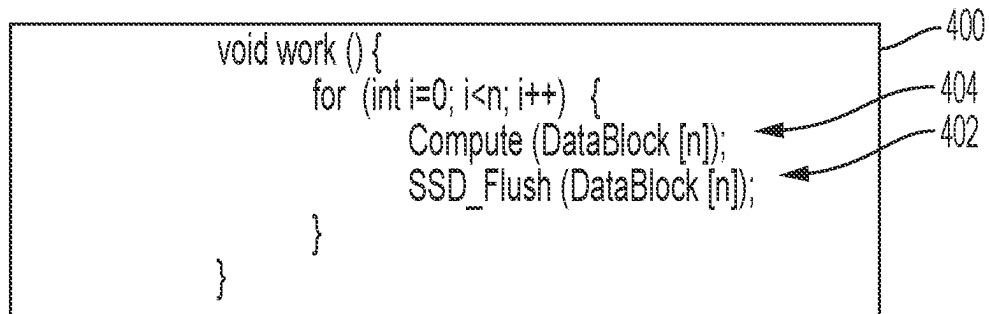 void work () {
for (int i=0; i<n; i++) {
Compute (DataBlock [n]);
SSD_Flush (DataBlock [n]);
}
}
400
404
402